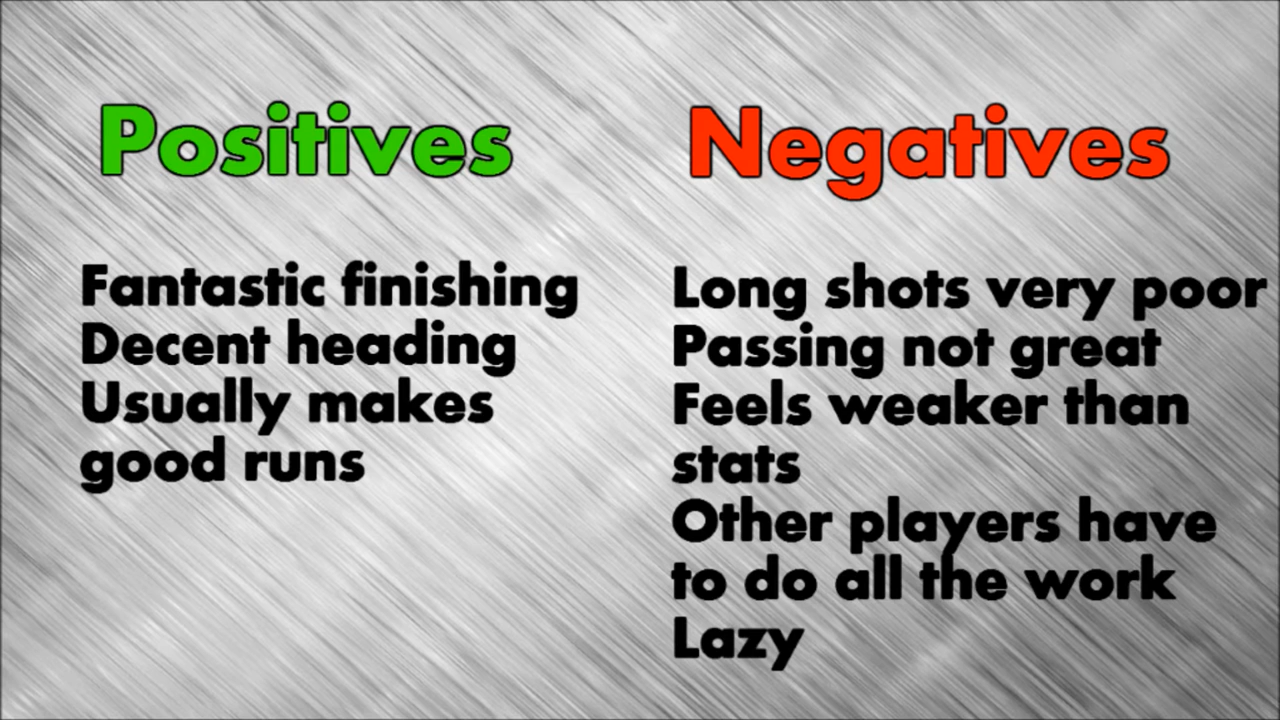 Positives
Fantastic finishing
Decent heading
Usually makes
good runs
Negatives
Long shots very poor
Passing not great
Feels weaker than
stats
Other players have
to do all the work
Lazy